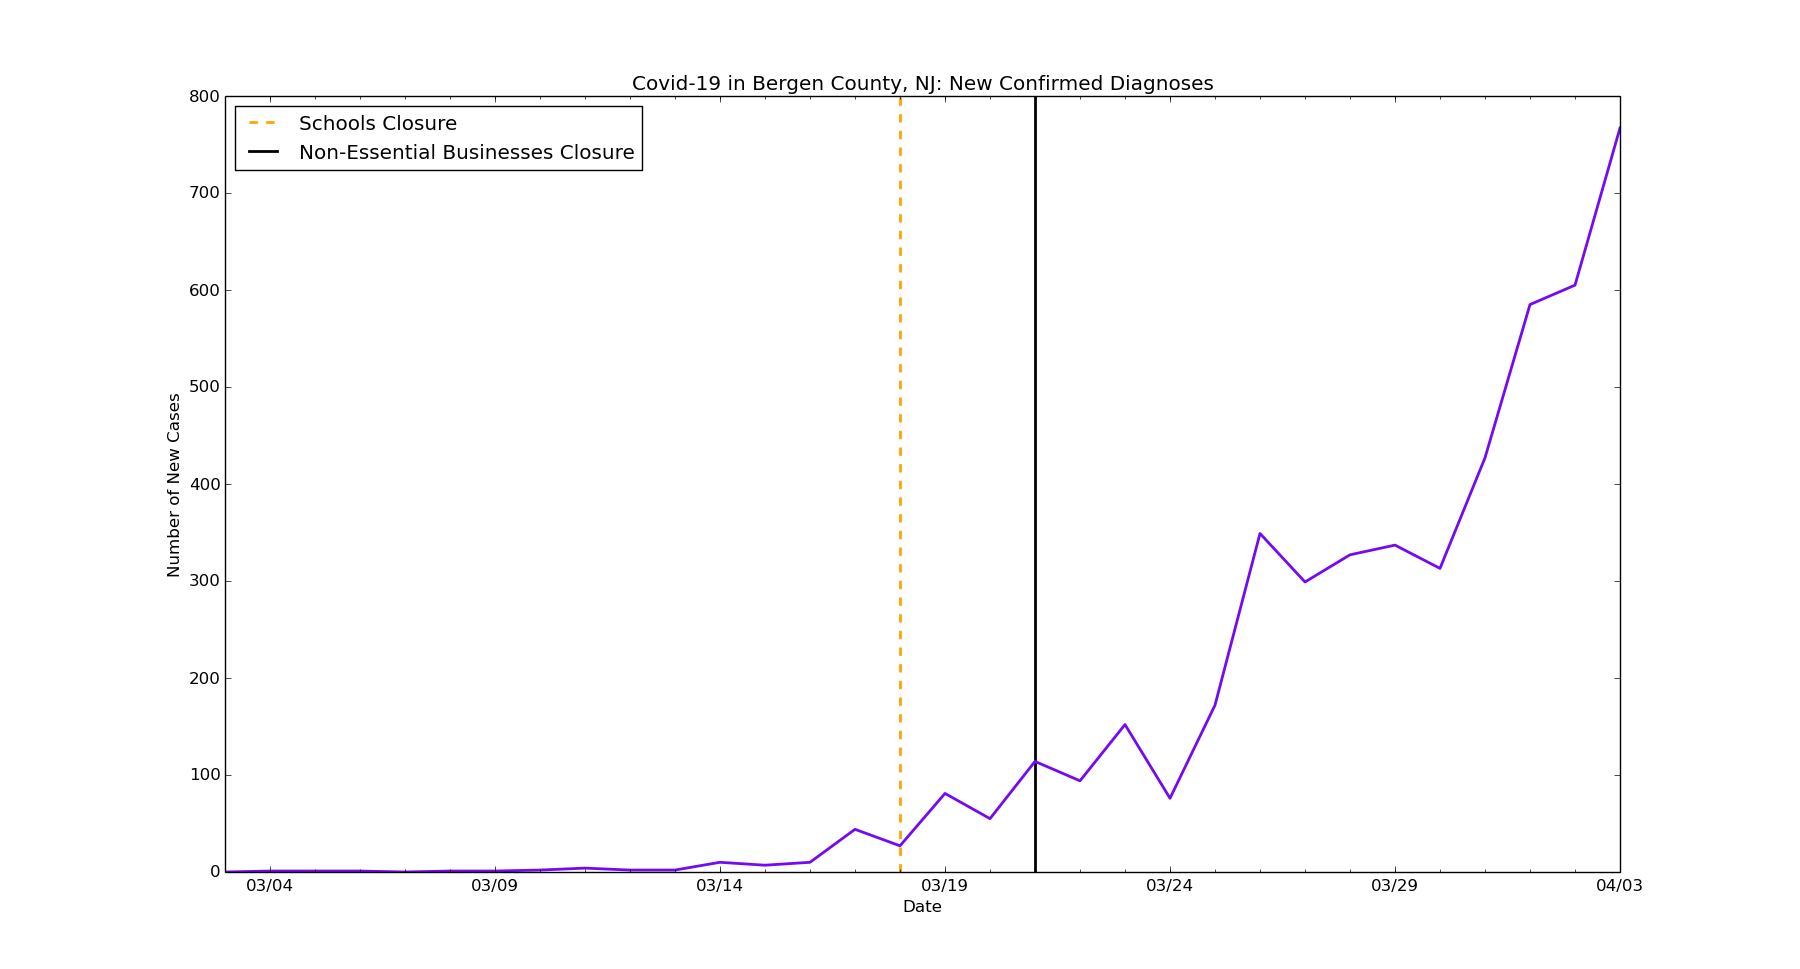 Covid-19 in Bergen County, NJ: New Confirmed Diagnoses
Schools Closure
Non-Essential Businesses Closure
Number of New Cases
800
700
600
500
400
300
200
100
0
03/04 03/09 03/14 03/19 03/24 03/29 04/03
Date